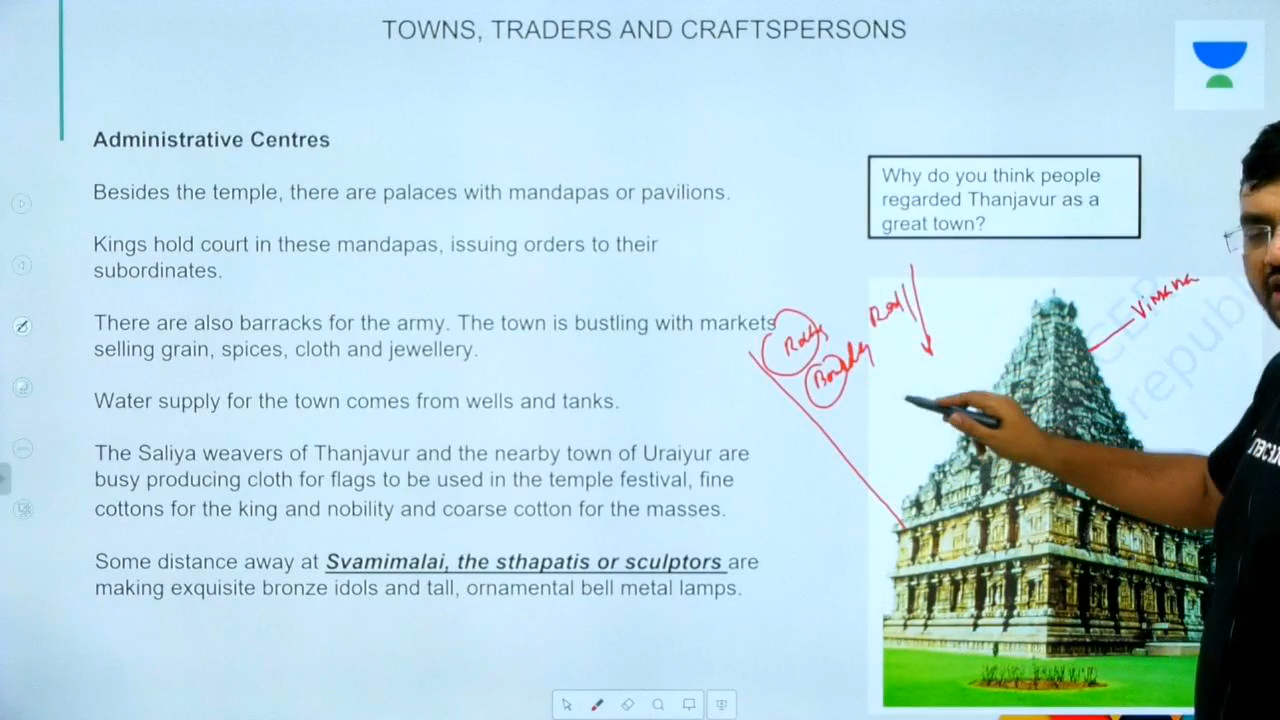 TOWNS, TRADERS AND CRAFTSPERSONS
Administrative Centres
Besides the temple, there are palaces with mandapas or pavilions.
Kings hold court in these mandapas, issuing orders to their
subordinates.
There are also barracks for the army. The town is bustling with markets
selling grain, spices, cloth and jewellery.
Water supply for the town comes from wells and tanks.
The Saliya weavers of Thanjavur and the nearby town of Uraiyur are
busy producing cloth for flags to be used in the temple festival, fine
cottons for the king and nobility and coarse cotton for the masses.
Some distance away at Svamimalai, the sthapatis or sculptors are
making exquisite bronze idols and tall, ornamental bell metal lamps.
Why do you think people
regarded Thanjavur as a
great town?
Vimana
republ